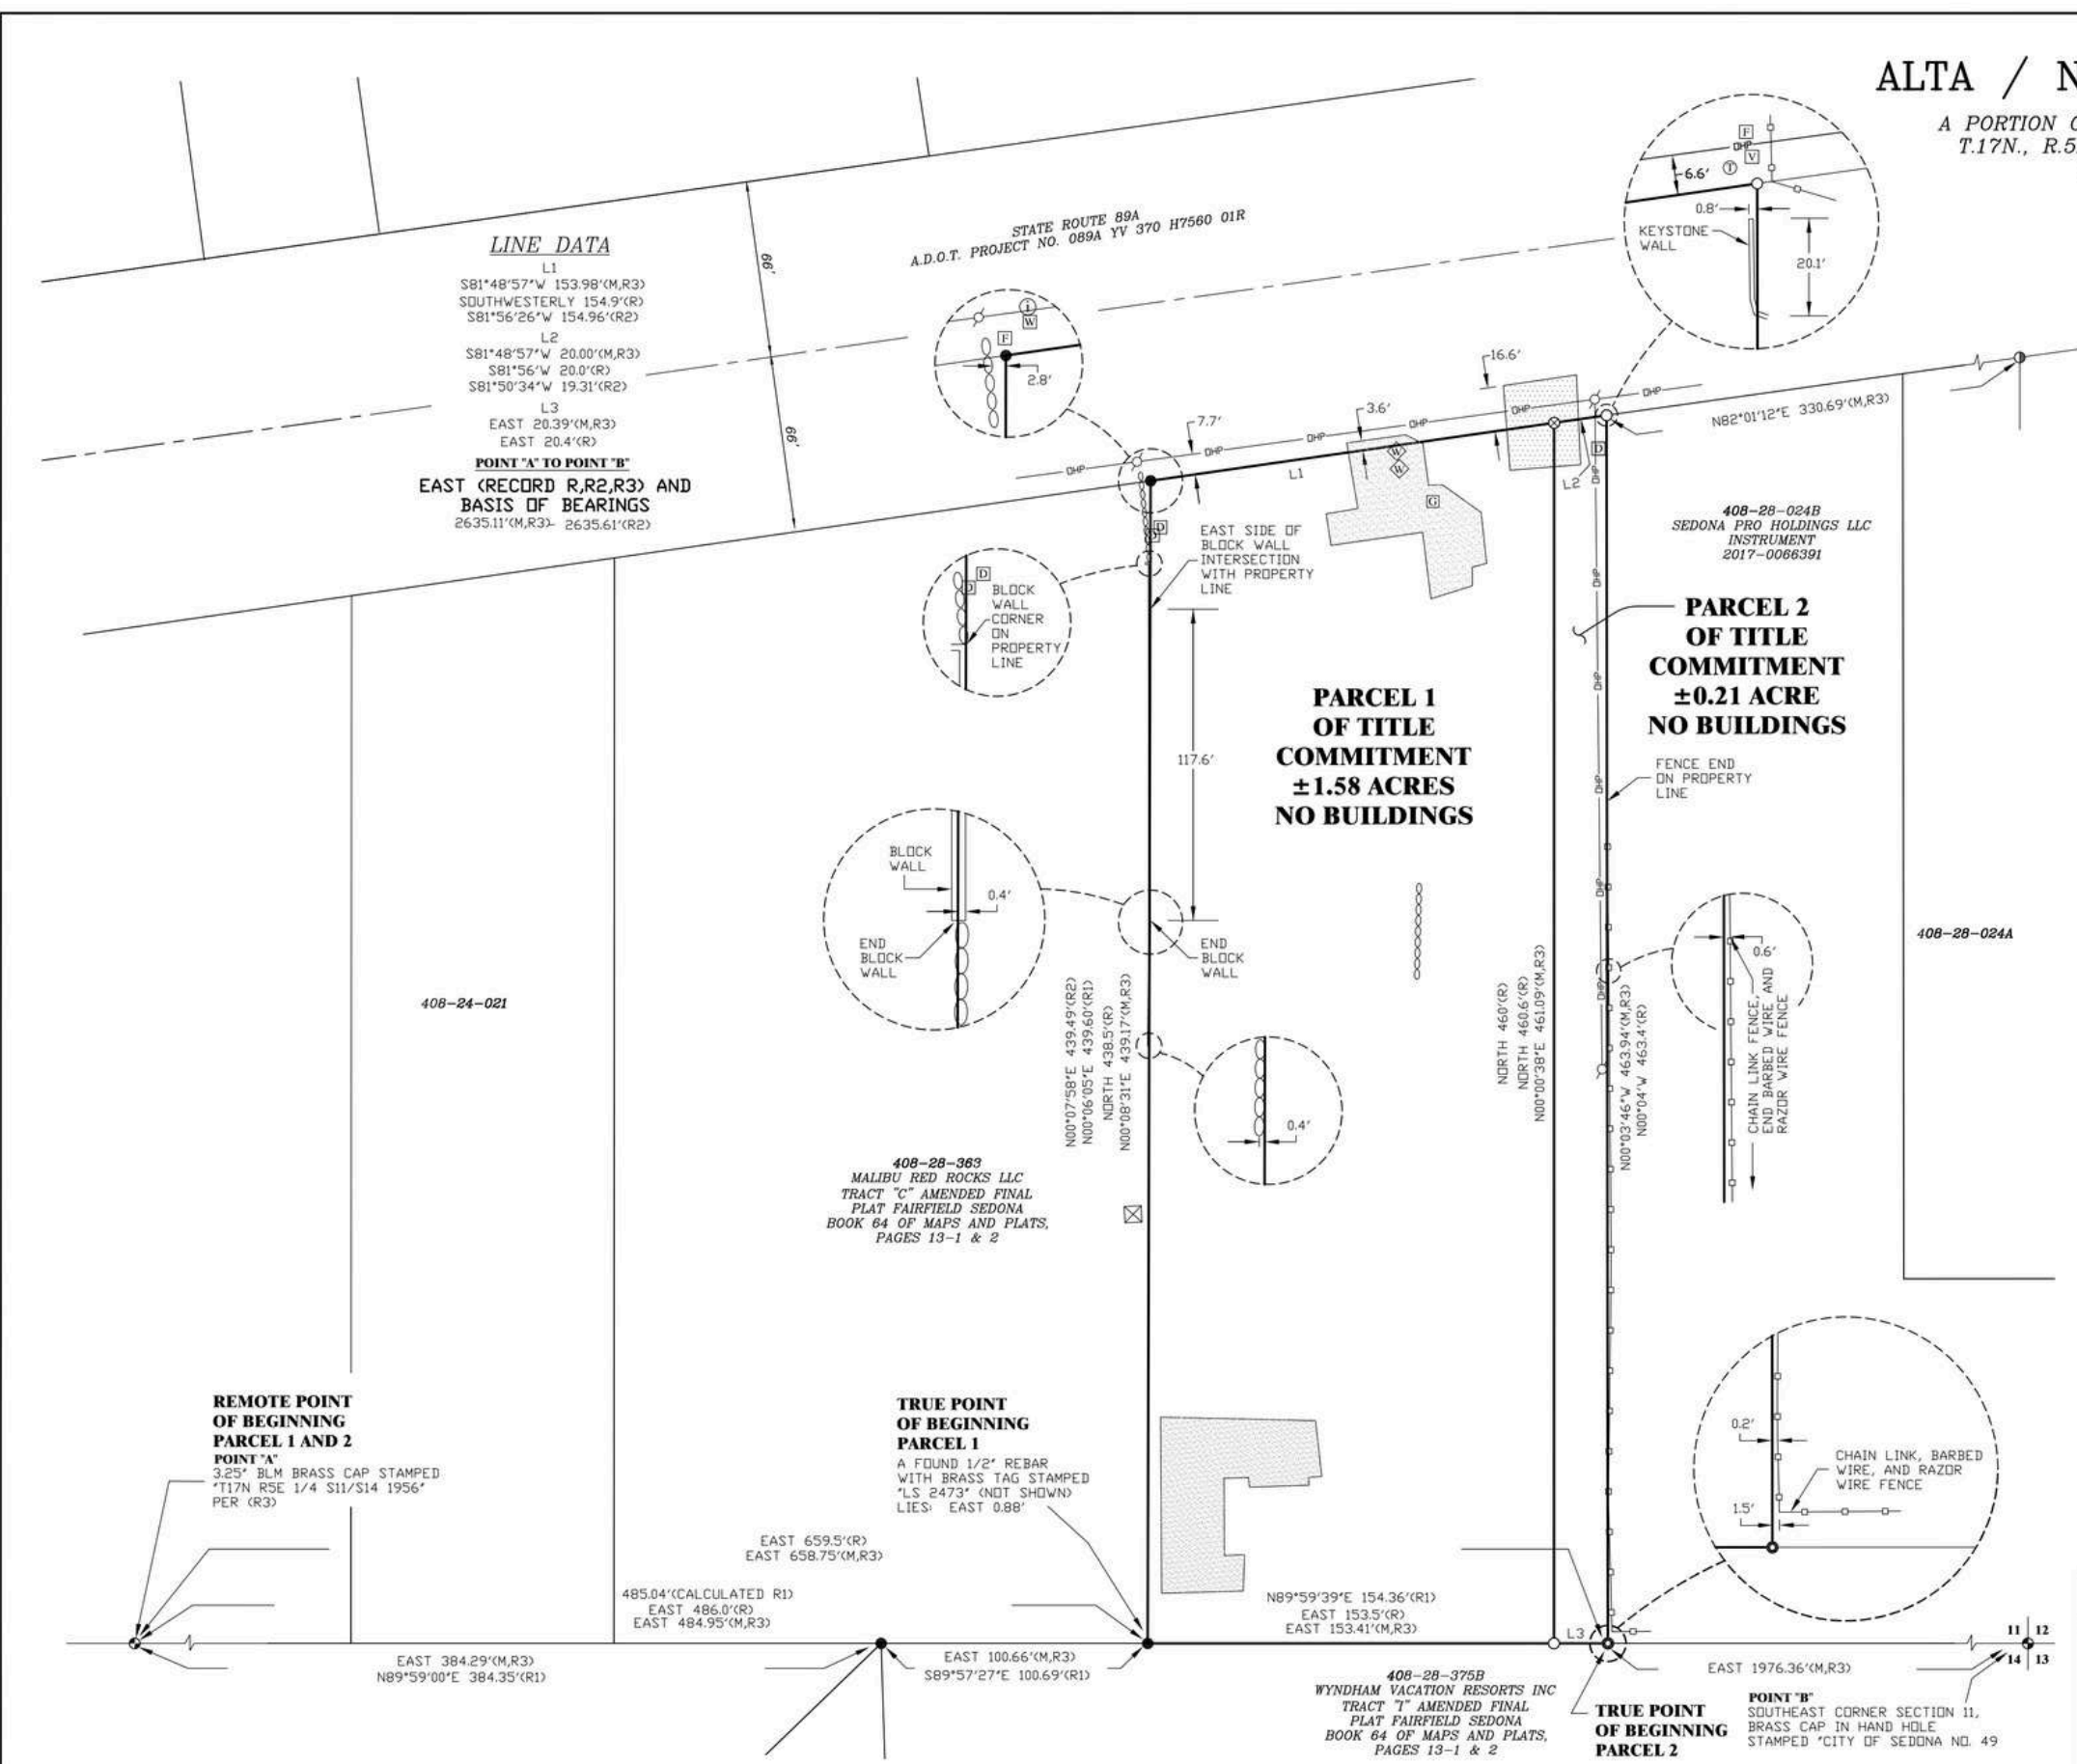 ALTA / N
A PORTION
T.17N., R.5
LINE DATA
L1
S81°48'57"W 153.98'(M,R3)
SOUTHWESTERLY 154.9'(R)
S81°56'26"W 154.96'(R2)
L2
S81°48'57"W 20.00'(M,R3)
S81°56'W 20.0'(R)
S81°50'34"W 19.31'(R2)
L3
EAST 20.39'(M,R3)
EAST 20.4'(R)
POINT "A" TO POINT "B"
EAST (RECORD R,R2,R3) AND
BASIS OF BEARINGS
2635.11'(M,R3)- 2635.61'(R2)
66'
66'
STATE ROUTE 89A
A.D.O.T. PROJECT NO. 089A YV 370 H7560 01R
W
F
2.8'
F
OHP
V
T
6.6'
0.8'
KEYSTONE
WALL
20.1'
16.6'
3.6'
7.7'
OHP
OHP
OHP
OHP
OHP
OHP
L1
L2
W
W
G
D
N82°01'12"E 330.69'(M,R3)
408-28-024B
SEDONA PRO HOLDINGS LLC
INSTRUMENT
2017-0066391
D
EAST SIDE OF
BLOCK WALL
INTERSECTION
WITH PROPERTY
LINE
D
D
BLOCK
WALL
CORNER
ON
PROPERTY
LINE
PARCEL 1
OF TITLE
COMMITMENT
±1.58 ACRES
NO BUILDINGS
PARCEL 2
OF TITLE
COMMITMENT
±0.21 ACRE
NO BUILDINGS
117.6'
FENCE END
ON PROPERTY
LINE
OHP
OHP
OHP
OHP
OHP
OHP
BLOCK
WALL
0.4'
END
BLOCK
WALL
END
BLOCK
WALL
408-24-021
408-28-024A
N00°07'58"E 439.49'(R2)
N00°06'05"E 439.60'(R1)
NORTH 438.5'(R)
N00°08'31"E 439.17'(M,R3)
0.4'
NORTH 460'(R)
NORTH 460.6'(R)
N00°00'38"E 461.09'(M,R3)
N00°03'46"W 463.94'(M,R3)
N00°04'W 463.4'(R)
0.6'
CHAIN LINK FENCE,
END BARBED WIRE, AND
RAZOR WIRE FENCE
408-28-363
MALIBU RED ROCKS LLC
TRACT "C" AMENDED FINAL
PLAT FAIRFIELD SEDONA
BOOK 64 OF MAPS AND PLATS,
PAGES 13-1 & 2
REMOTE POINT
OF BEGINNING
PARCEL 1 AND 2
POINT "A"
3.25" BLM BRASS CAP STAMPED
"T17N R5E 1/4 S11/S14 1956"
PER (R3)
TRUE POINT
OF BEGINNING
PARCEL 1
A FOUND 1/2" REBAR
WITH BRASS TAG STAMPED
"LS 2473" (NOT SHOWN)
LIES: EAST 0.88'
0.2'
CHAIN LINK, BARBED
WIRE, AND RAZOR
WIRE FENCE
1.5'
EAST 659.5'(R)
EAST 658.75'(M,R3)
485.04'(CALCULATED R1)
EAST 486.0'(R)
EAST 484.95'(M,R3)
N89°59'39"E 154.36'(R1)
EAST 153.5'(R)
EAST 153.41'(M,R3)
L3
11 12
14 13
EAST 384.29'(M,R3)
N89°59'00"E 384.35'(R1)
EAST 100.66'(M,R3)
S89°57'27"E 100.69'(R1)
EAST 1976.36'(M,R3)
408-28-375B
WYNDHAM VACATION RESORTS INC
TRACT "I" AMENDED FINAL
PLAT FAIRFIELD SEDONA
BOOK 64 OF MAPS AND PLATS,
PAGES 13-1 & 2
TRUE POINT
OF BEGINNING
PARCEL 2
POINT "B"
SOUTHEAST CORNER SECTION 11,
BRASS CAP IN HAND HOLE
STAMPED "CITY OF SEDONA NO. 49